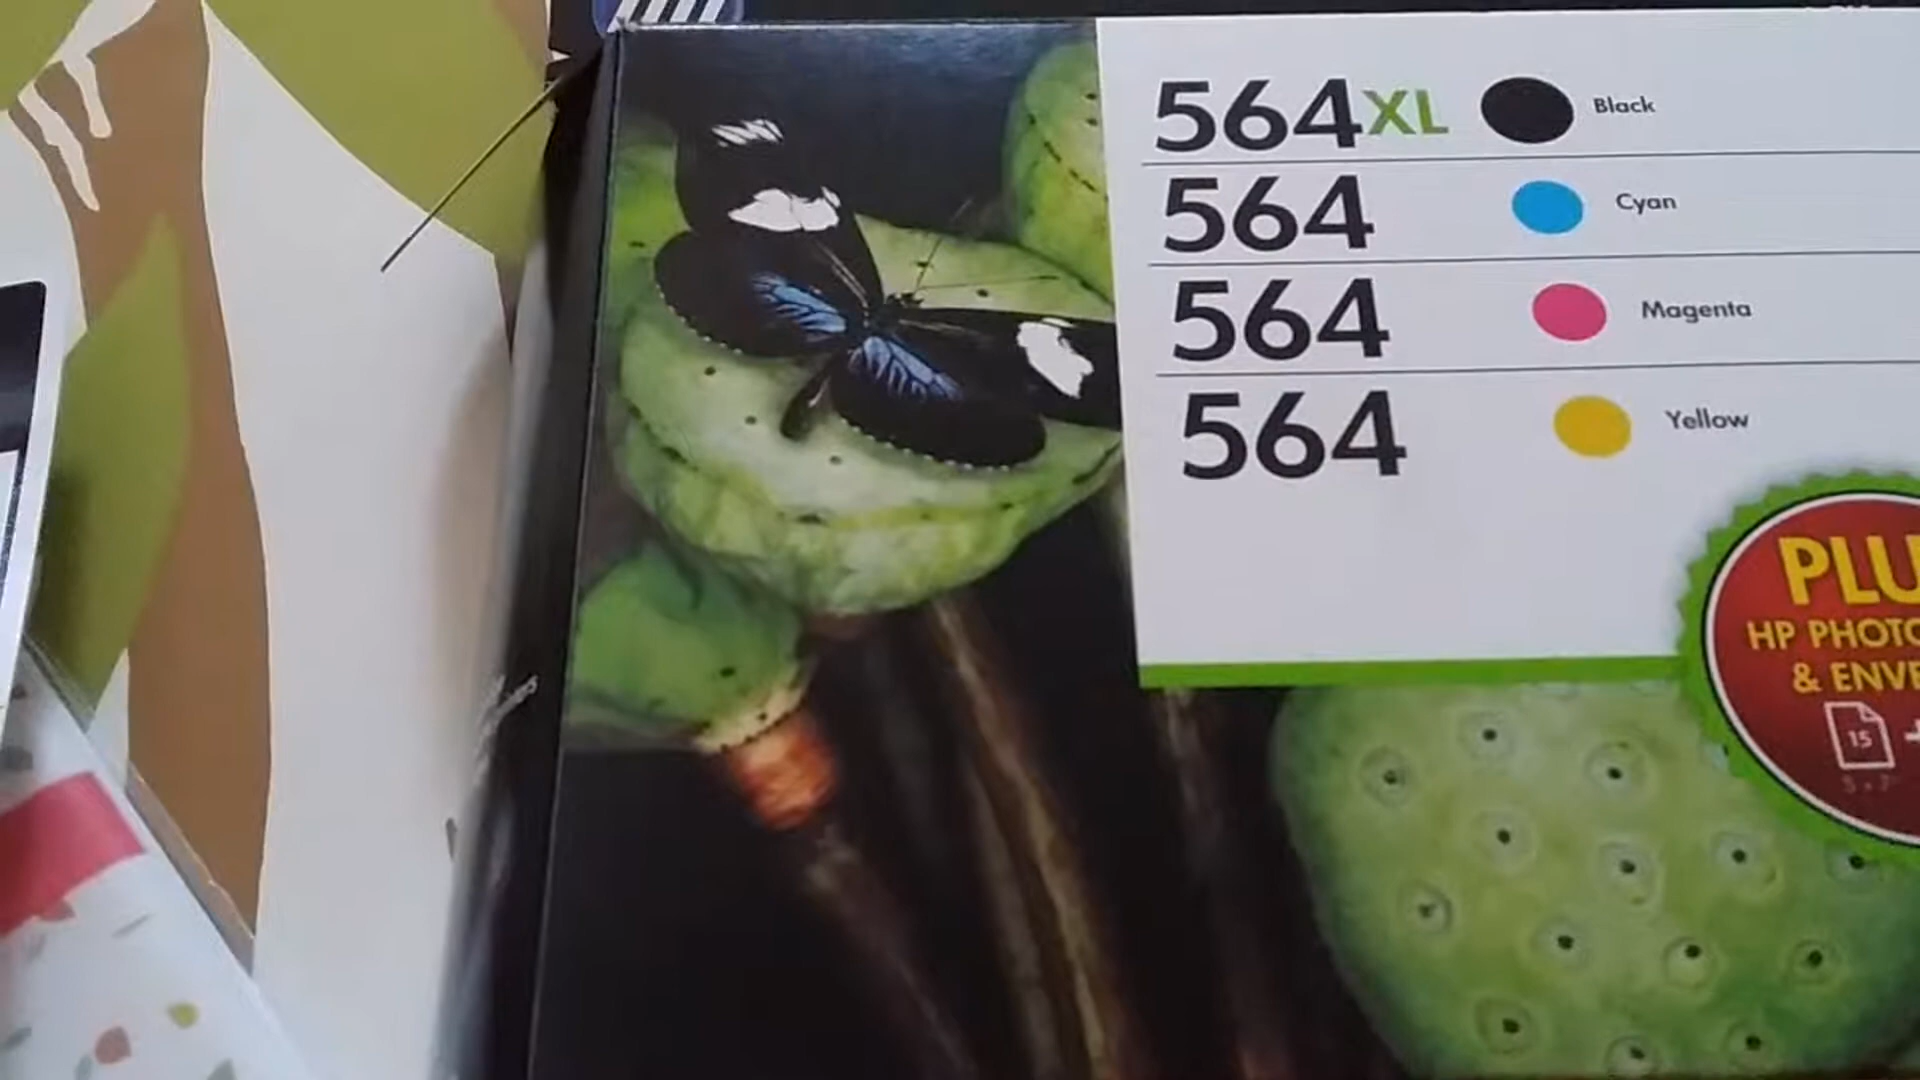 564XL Black
564 Cyan
564 Magenta
564 Yellow
PLU
HP PHOTO
& ENVE
15 +